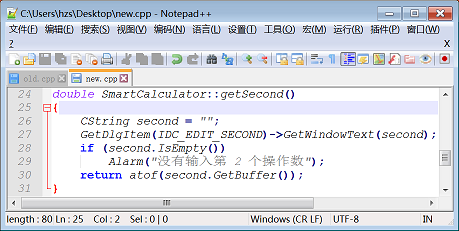 C:\Users\hzs\Desktop\new.cpp - Notepad++
文件(F) 编辑(E) 搜索(S) 视图(V) 编码(N) 语言(L) 设置(T) 工具(O) 宏(M) 运行(R) 插件(P) 窗口(W)
? X
old.cpp new.cpp
24 double SmartCalculator::getSecond()
25 {
26 CString second = "";
27 GetDlgItem(IDC_EDIT_SECOND)->GetWindowText(second);
28 if (second.IsEmpty())
29 Alarm("没有输入第 2 个操作数");
30 return atof(second.GetBuffer());
31 }
length : 80 Ln : 25 Col : 2 Sel : 0 | 0 Windows (CR LF) UTF-8 IN